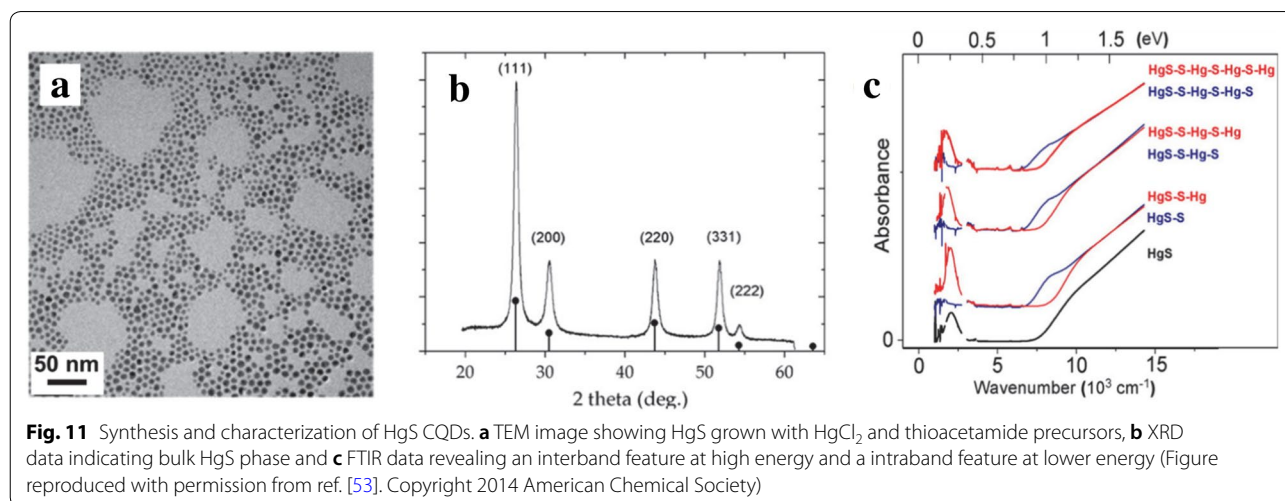 a
50 nm
b
(111)
(200)
(220)
(331)
(222)
20
30
40
50
60
2 theta (deg.)
c
0 0.4 0.8 1 1.5 (eV)
HgS-S-Hg-S-Hg-S-Hg
HgS-S-Hg-S-Hg-S
HgS-S-Hg-S-Hg
HgS-S-Hg-S
HgS-S-Hg
HgS-S
HgS
Absorbance
0
0 5 10 15
Wavenumber (10³ cm⁻¹)
Fig. 11 Synthesis and characterization of HgS CQDs. a TEM image showing HgS grown with HgCl₂ and thioacetamide precursors, b XRD
data indicating bulk HgS phase and c FTIR data revealing an interband feature at high energy and a intraband feature at lower energy (Figure
reproduced with permission from ref. [53]. Copyright 2014 American Chemical Society)